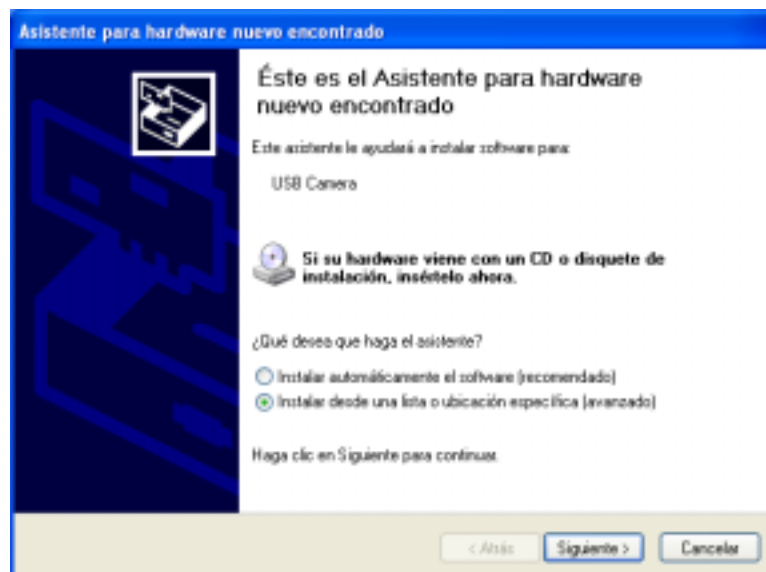 Asistente para hardware nuevo encontrado
Éste es el Asistente para hardware
nuevo encontrado
Este asistente le ayudará a instalar software para:
USB Camera
Si su hardware viene con un CD o disquete de
instalación, insértelo ahora.
¿Qué desea que haga el asistente?
Instalar automáticamente el software (recomendado)
Instalar desde una lista o ubicación específica (avanzado)
Haga clic en Siguiente para continuar.
< Atrás
Siguiente >
Cancelar